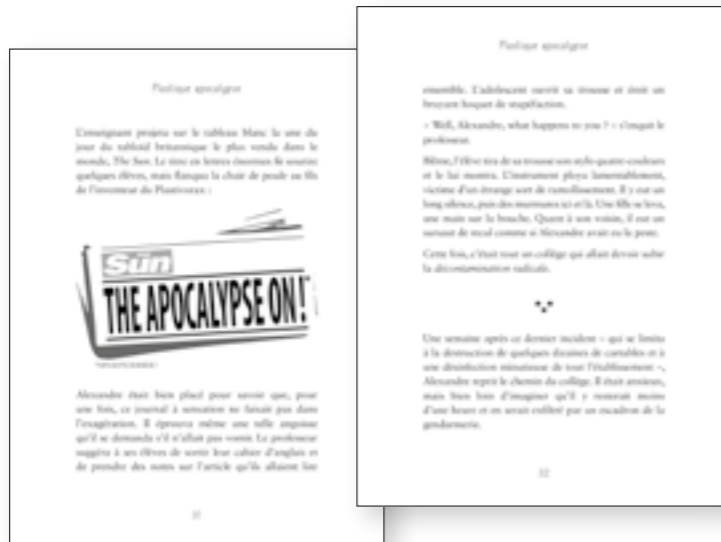 Plastique apocalypse
L'enseignant projeta sur le tableau blanc la une du
jour du tabloïd britannique le plus vendu dans le
monde, The Sun. Le titre en lettres énormes fit sourire
quelques élèves, mais flanqua la chair de poule au fils
de l'inventeur du Plastivorax :
The Sun
THE APOCALYPSE ON !*
Alexandre était bien placé pour savoir que, pour
une fois, ce journal à sensation ne faisait pas dans
l'exagération. Il éprouva même une telle angoisse
qu'il se demanda s'il n'allait pas vomir. Le professeur
suggéra à ses élèves de sortir leur cahier d'anglais et
de prendre des notes sur l'article qu'ils allaient lire
Plastique apocalypse
ensemble. L'adolescent ouvrit sa trousse et émit un
bruyant hoquet de stupéfaction.
« Well, Alexandre, what happens to you ? » s'enquit le
professeur.
Blême, l'élève tira de sa trousse son stylo quatre-couleurs
et le lui montra. L'instrument ploya lamentablement,
victime d'un étrange sort de ramollissement. Il y eut un
long silence, puis des murmures ici et là. Une fille se leva,
une main sur la bouche. Quant à son voisin, il eut un
sursaut de recul comme si Alexandre avait eu la peste.
Cette fois, c'était tout un collège qui allait devoir subir
la décontamination radicale.
Une semaine après ce dernier incident – qui se limita
à la destruction de quelques dizaines de cartables et à
une désinfection minutieuse de tout l'établissement –,
Alexandre reprit le chemin du collège. Il était anxieux,
mais bien loin d'imaginer qu'il y resterait moins
d'une heure et en serait exfiltré par un escadron de la
gendarmerie.